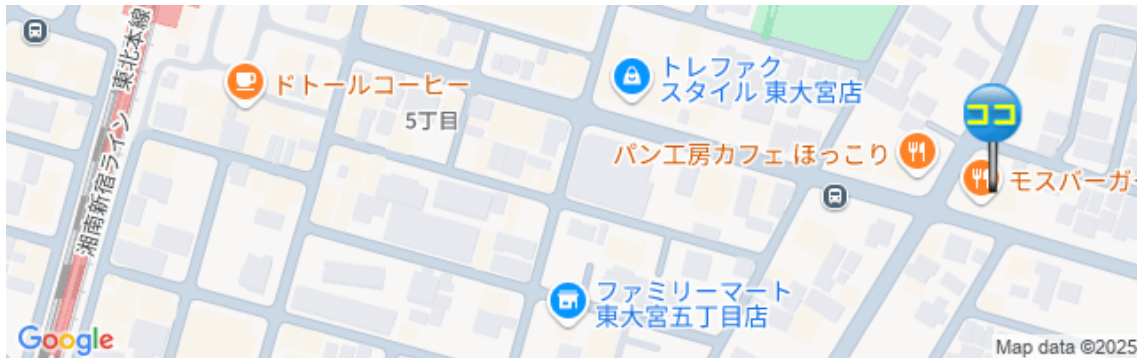 東北本線
湘南新宿ライン
ドトールコーヒー
5丁目
トレファク
スタイル 東大宮店
ココ
パン工房カフェ ほっこり
モスバーガー
ファミリーマート
東大宮五丁目店
Google
Map data ©2025